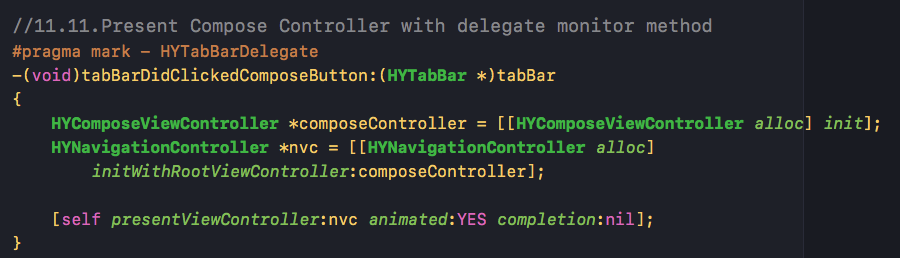 //11.11.Present Compose Controller with delegate monitor method
#pragma mark - HYTabBarDelegate
-(void)tabBarDidClickedComposeButton:(HYTabBar *)tabBar
{
    HYComposeViewController *composeController = [[HYComposeViewController alloc] init];
    HYNavigationController *nvc = [[HYNavigationController alloc]
        initWithRootViewController:composeController];
    [self presentViewController:nvc animated:YES completion:nil];
}